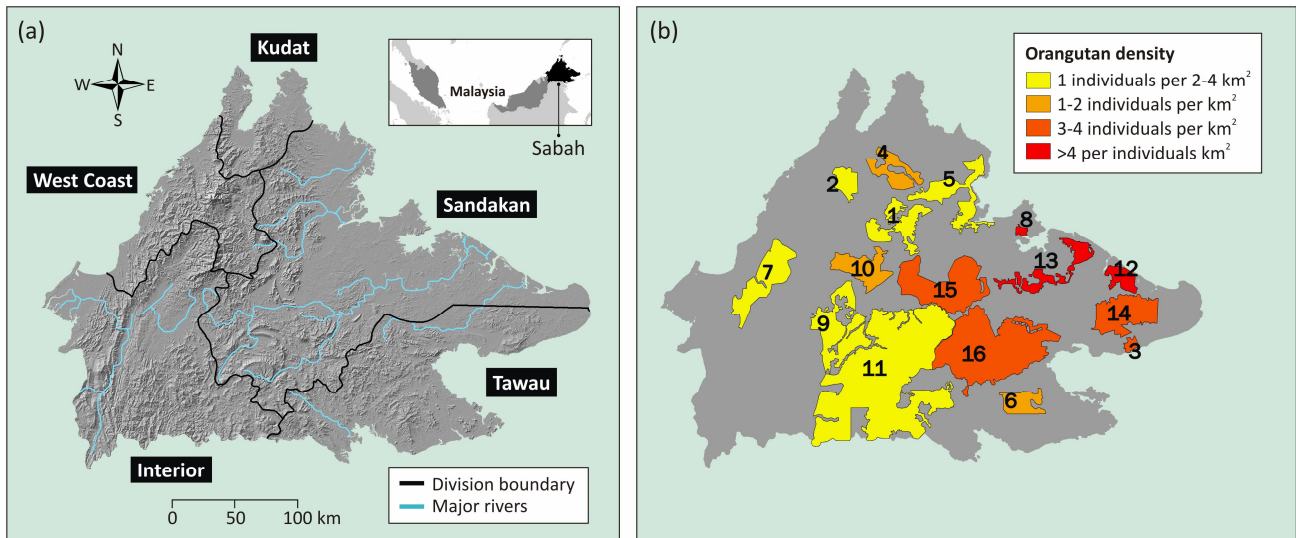 (a)
Kudat
N
W
E
S
Malaysia
Sabah
West Coast
Sandakan
Tawau
Interior
0 50 100 km
Division boundary
Major rivers
(b)
Orangutan density
1 individuals per 2-4 km²
1-2 individuals per km²
3-4 individuals per km²
>4 per individuals km²
4
2
5
1
8
7
10
13
12
15
14
9
3
16
11
6